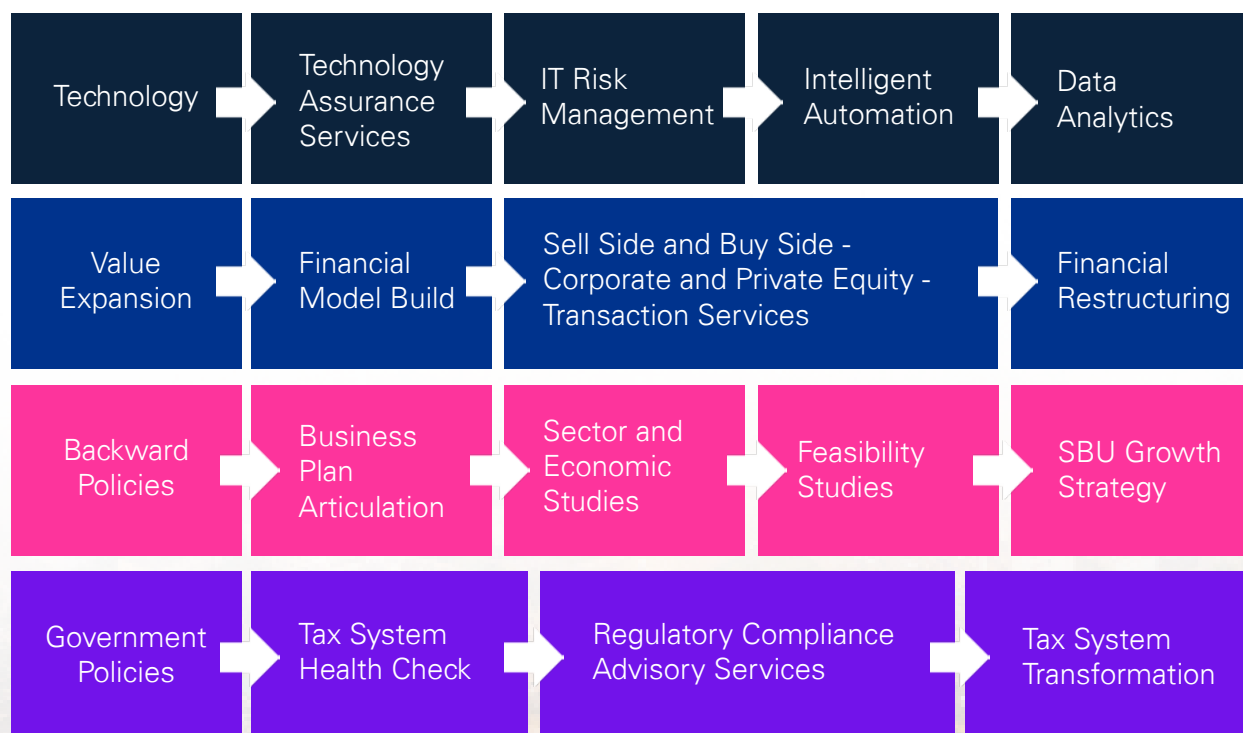 Technology
Technology
Assurance
Services
IT Risk
Management
Intelligent
Automation
Data
Analytics
Value
Expansion
Financial
Model Build
Sell Side and Buy Side -
Corporate and Private Equity -
Transaction Services
Financial
Restructuring
Backward
Policies
Business
Plan
Articulation
Sector and
Economic
Studies
Feasibility
Studies
SBU Growth
Strategy
Government
Policies
Tax System
Health Check
Regulatory Compliance
Advisory Services
Tax System
Transformation